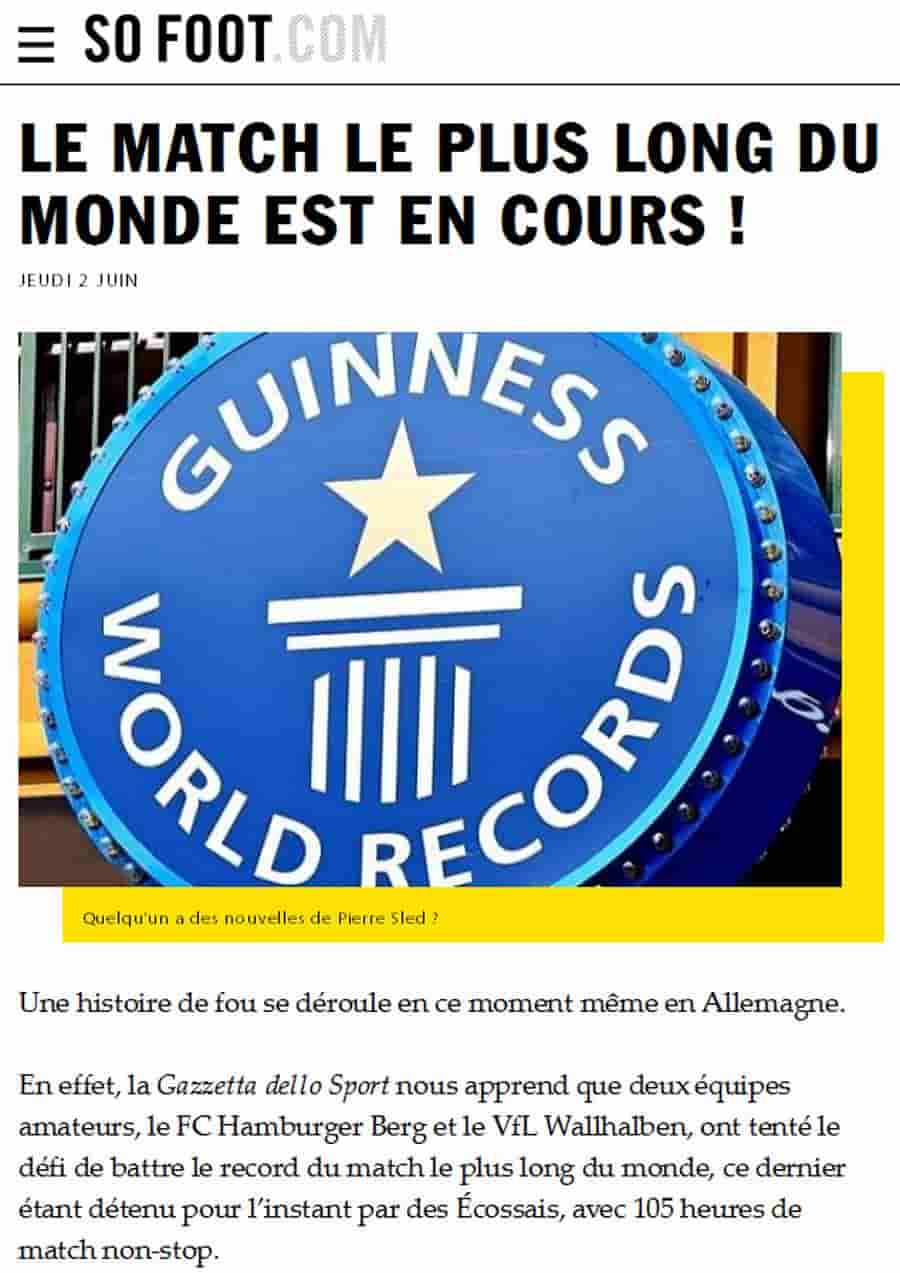 SO FOOT.COM
LE MATCH LE PLUS LONG DU
MONDE EST EN COURS !
JEUDI 2 JUIN
GUINNESS
WORLD RECORDS
Quelqu'un a des nouvelles de Pierre Sled ?
Une histoire de fou se déroule en ce moment même en Allemagne.
En effet, la Gazzetta dello Sport nous apprend que deux équipes
amateurs, le FC Hamburger Berg et le VfL Wallhalben, ont tenté le
défi de battre le record du match le plus long du monde, ce dernier
étant détenu pour l’instant par des Écossais, avec 105 heures de
match non-stop.